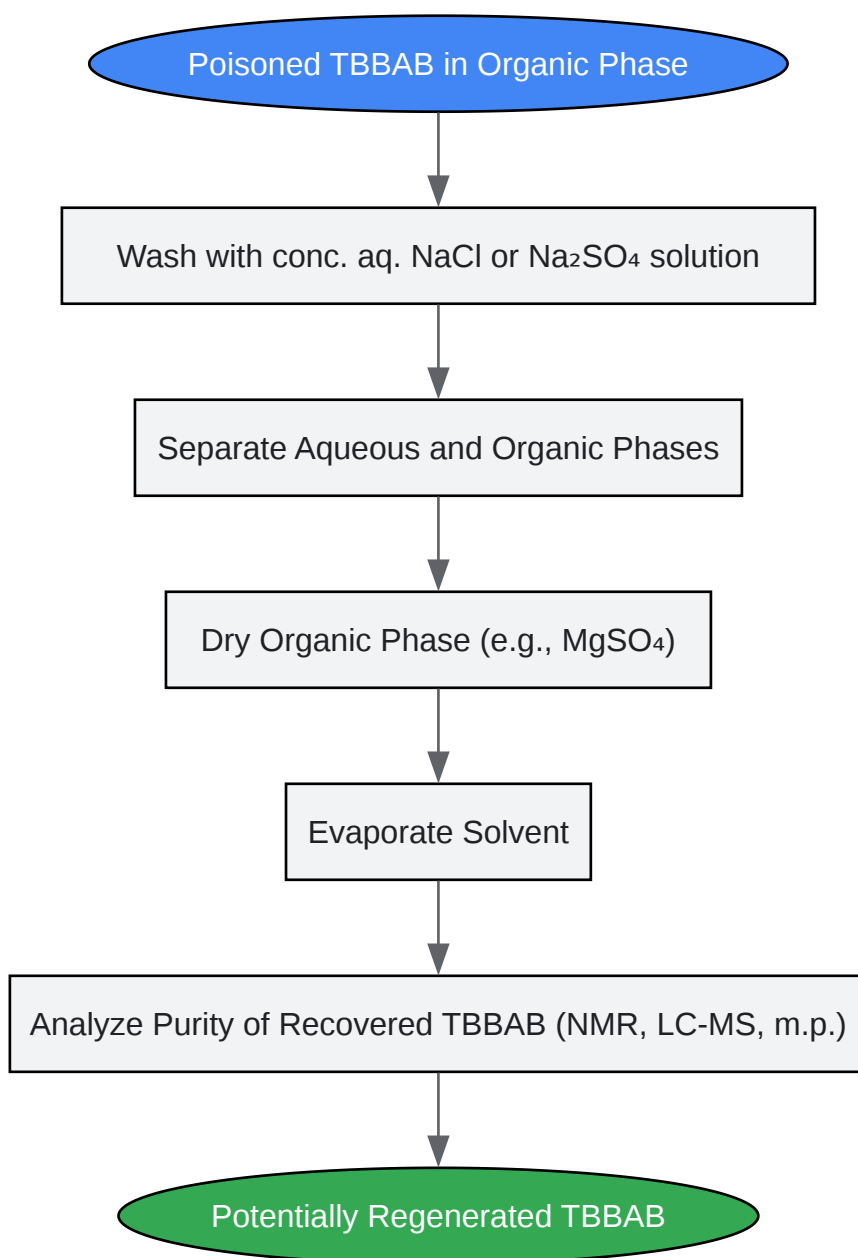 Poisoned TBBAB in Organic Phase
Wash with conc. aq. NaCl or Na₂SO₄ solution
Separate Aqueous and Organic Phases
Dry Organic Phase (e.g., MgSO₄)
Evaporate Solvent
Analyze Purity of Recovered TBBAB (NMR, LC-MS, m.p.)
Potentially Regenerated TBBAB